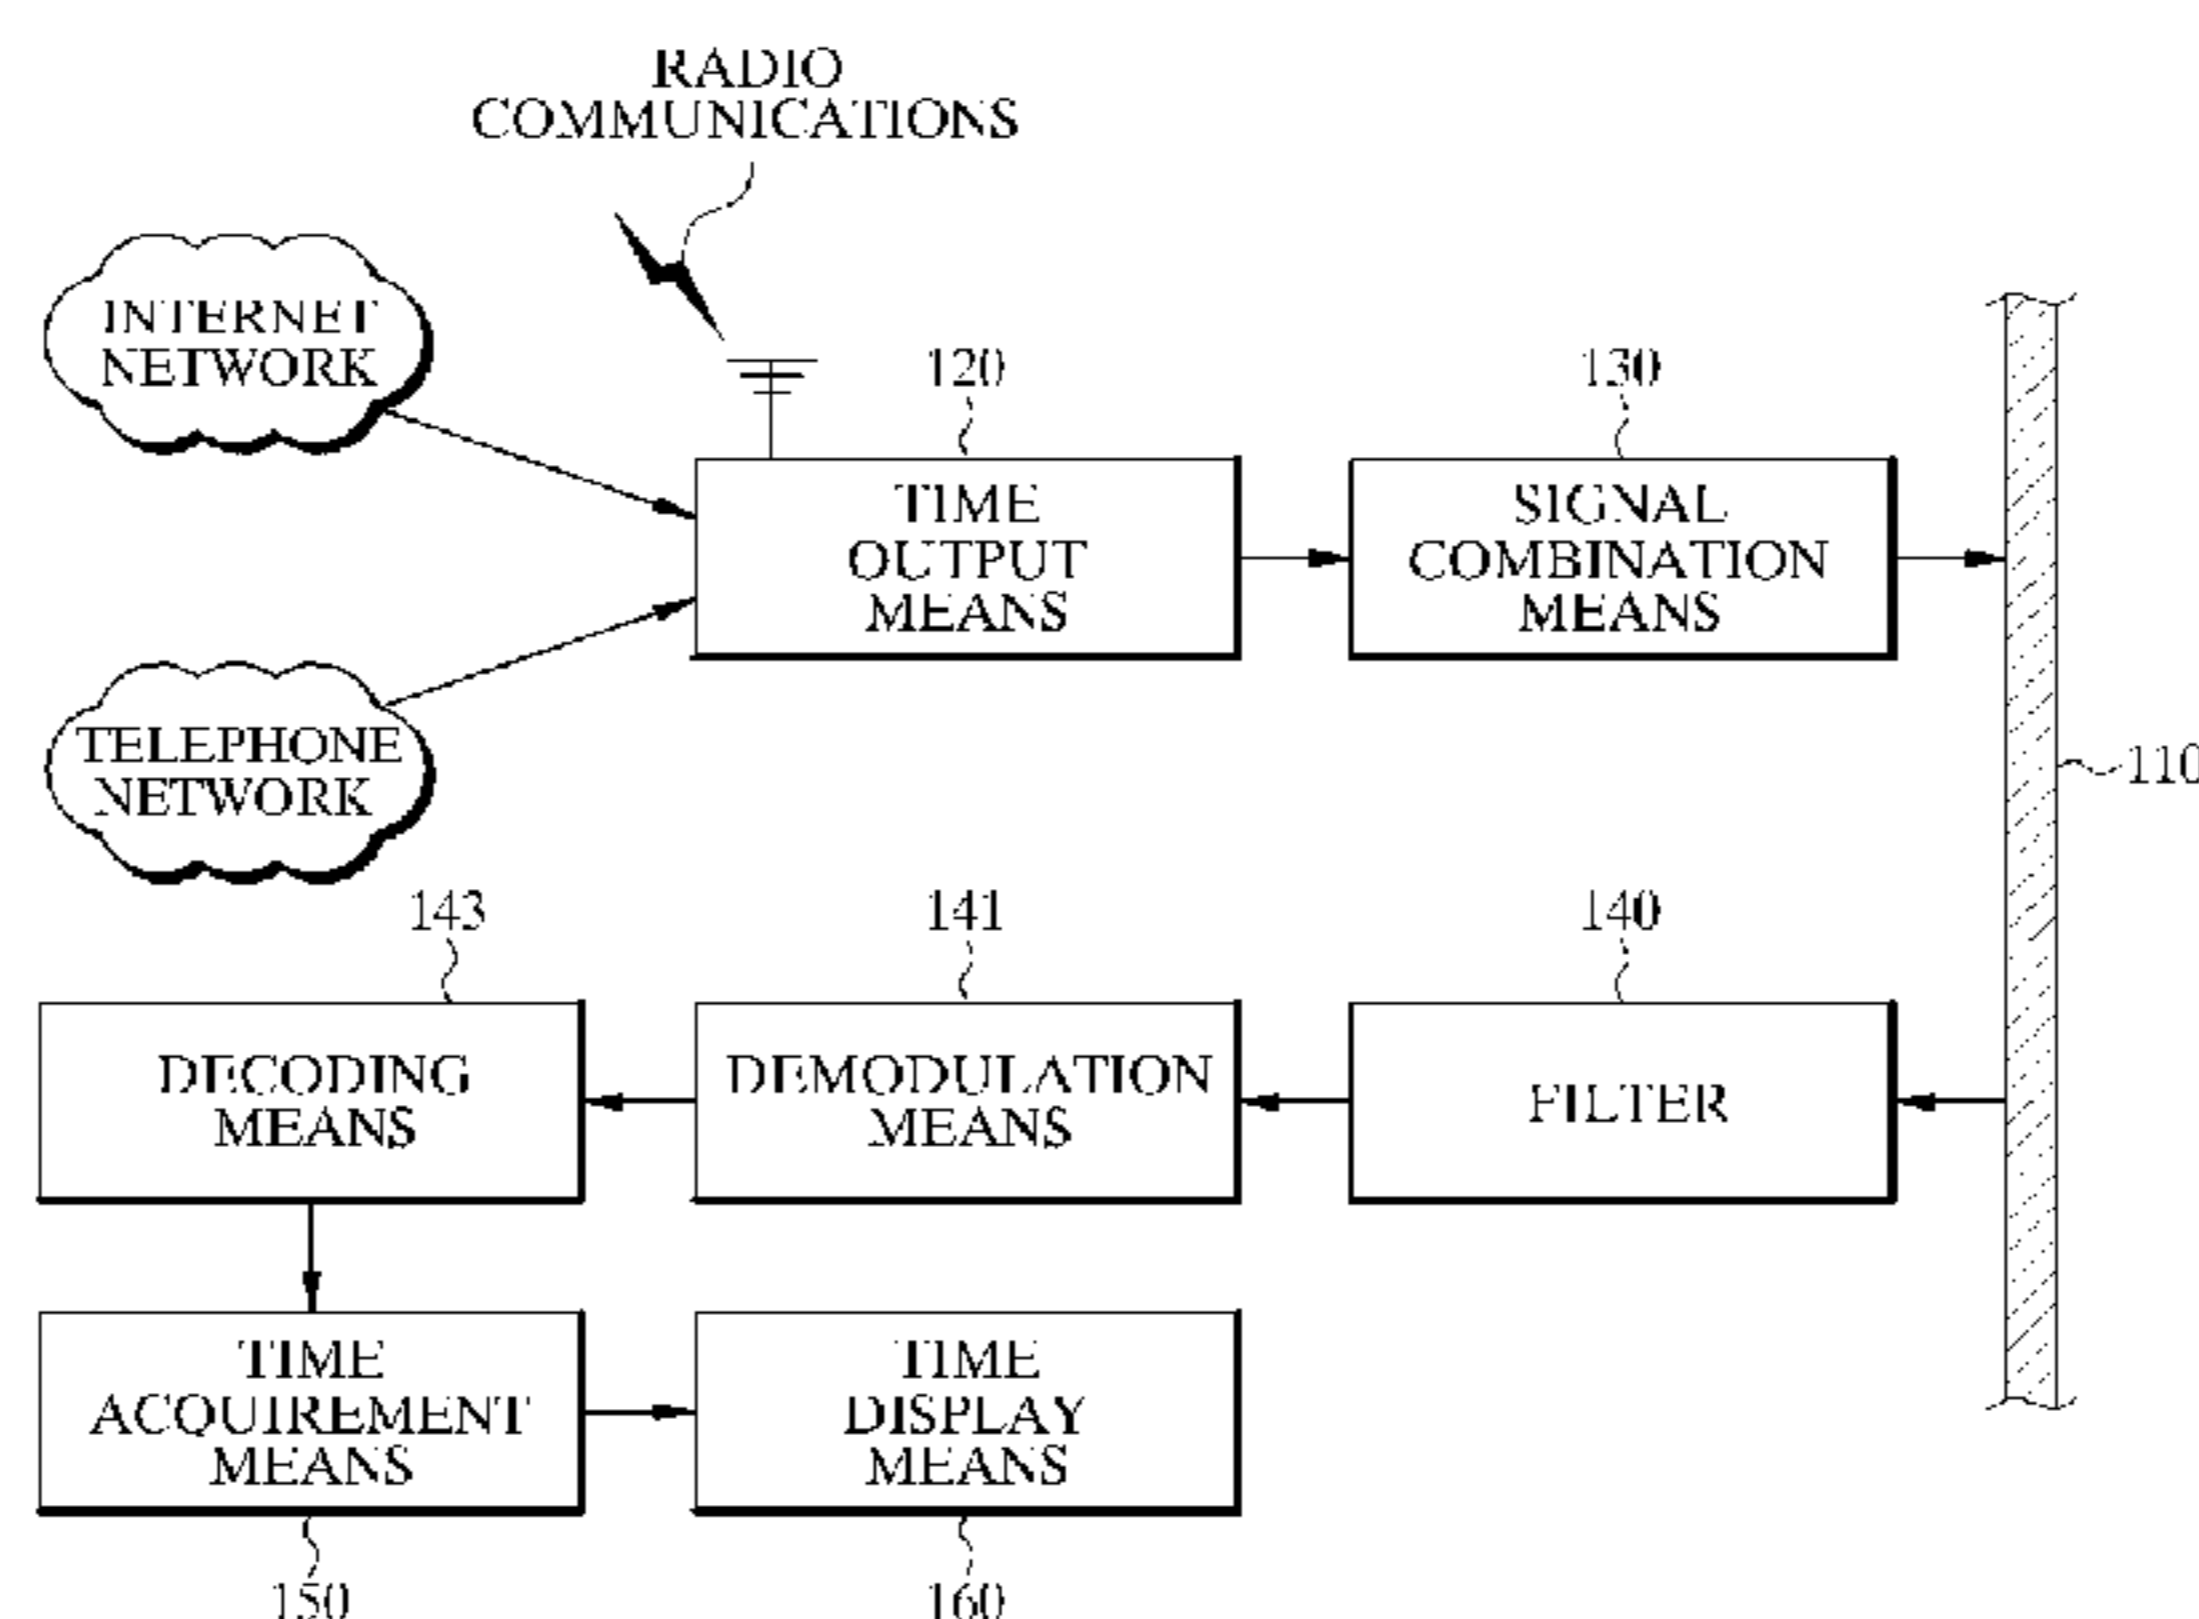 RADIO
COMMUNICATIONS
INTERNET
NETWORK
120
130
TIME
OUTPUT
MEANS
SIGNAL
COMBINATION
MEANS
TELEPHONE
NETWORK
110
143
141
140
DECODING
MEANS
DEMODULATION
MEANS
FILTER
TIME
ACQUIREMENT
MEANS
TIME
DISPLAY
MEANS
150
160